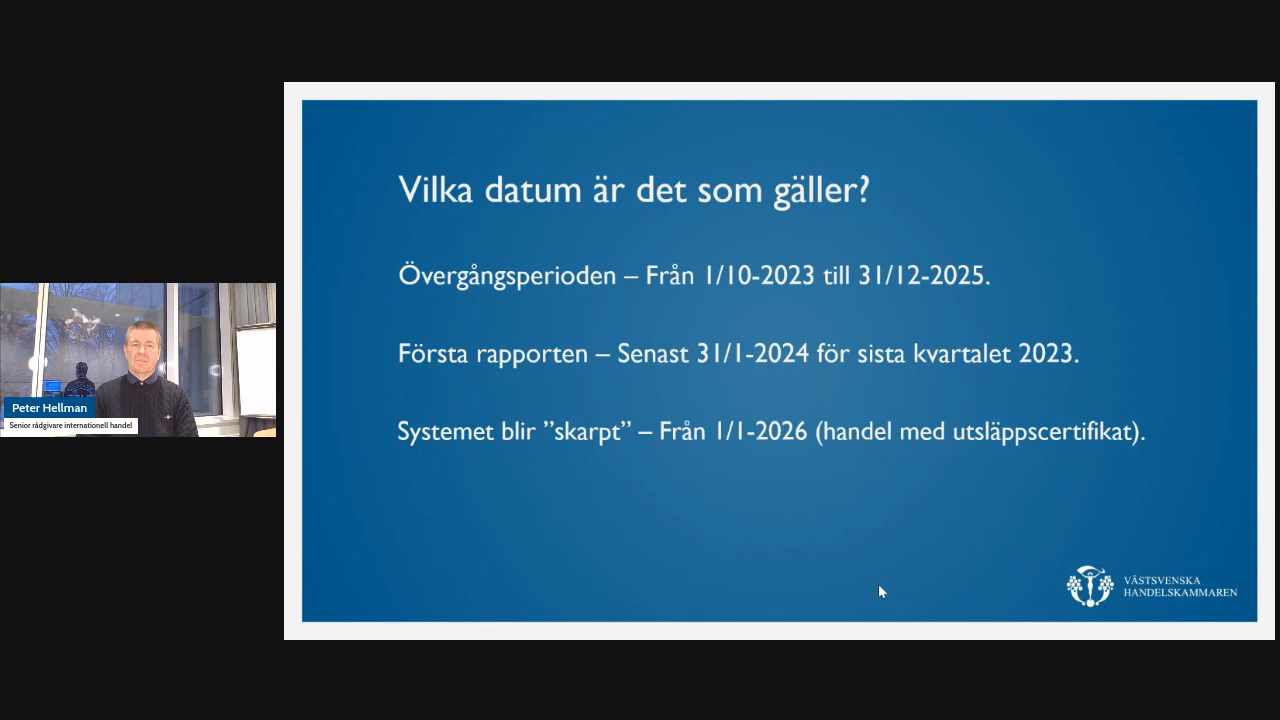 Vilka datum är det som gäller?
Övergångsperioden – Från 1/10-2023 till 31/12-2025.
Första rapporten – Senast 31/1-2024 för sista kvartalet 2023.
Systemet blir ”skarpt” – Från 1/1-2026 (handel med utsläppscertifikat).
Peter Hellman
Senior rådgivare internationell handel
VÄSTSVENSKA
HANDELSKAMMAREN